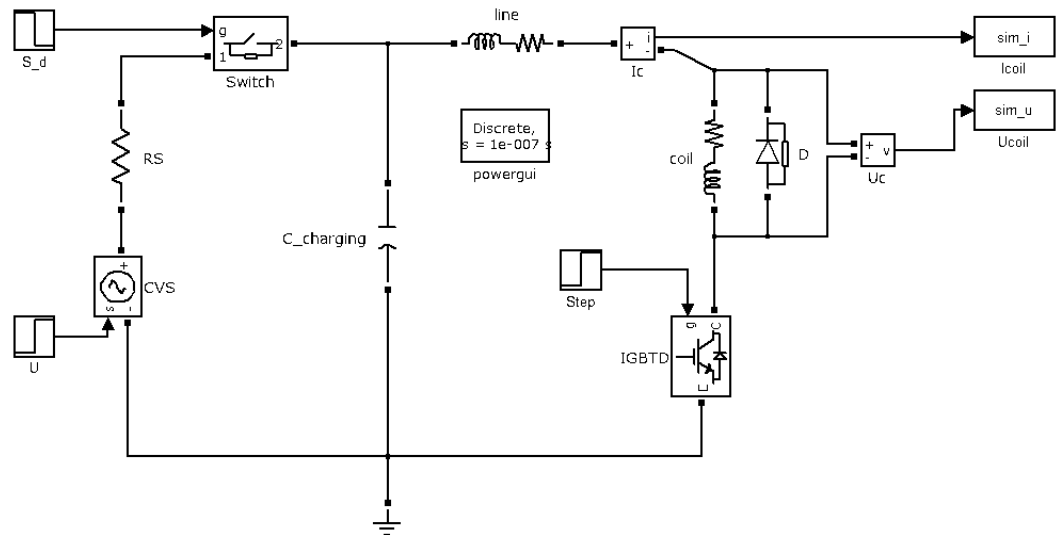 line
S_d
g
1
2
Switch
+
i
-
Ic
sim_i
Icoil
sim_u
Ucoil
RS
Discrete,
s = 1e-007 s
powergui
coil
D
+
-
v
Uc
C_charging
+
CVS
s
-
U
Step
g
C
IGBTD
E